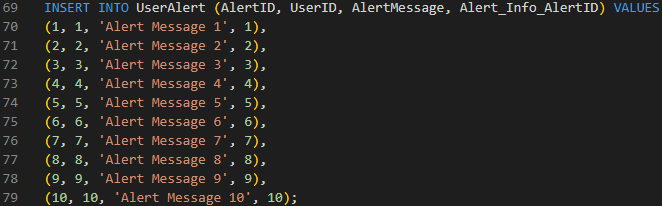 69 INSERT INTO UserAlert (AlertID, UserID, AlertMessage, Alert_Info_AlertID) VALUES
70 (1, 1, 'Alert Message 1', 1),
71 (2, 2, 'Alert Message 2', 2),
72 (3, 3, 'Alert Message 3', 3),
73 (4, 4, 'Alert Message 4', 4),
74 (5, 5, 'Alert Message 5', 5),
75 (6, 6, 'Alert Message 6', 6),
76 (7, 7, 'Alert Message 7', 7),
77 (8, 8, 'Alert Message 8', 8),
78 (9, 9, 'Alert Message 9', 9),
79 (10, 10, 'Alert Message 10', 10);